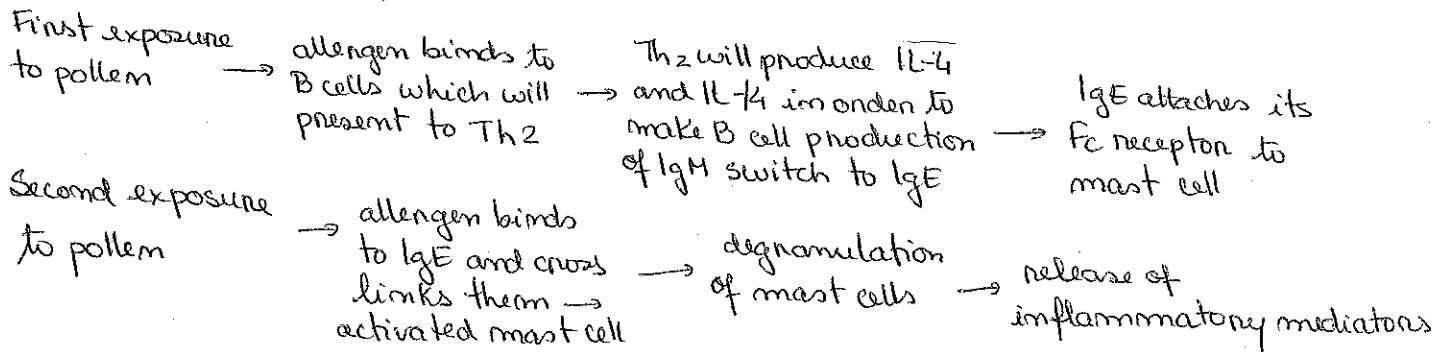 First exposure
to pollen →
allergen binds to
B cells which will →
present to Th2
Th2 will produce IL-4
and IL-14 in order to
make B cell production →
of IgM switch to IgE
IgE attaches its
Fc receptor to
mast cell
Second exposure
to pollen →
allergen binds
to IgE and cross
links them →
activated mast cell
→ degranulation
of mast cells
→ release of
inflammatory mediators